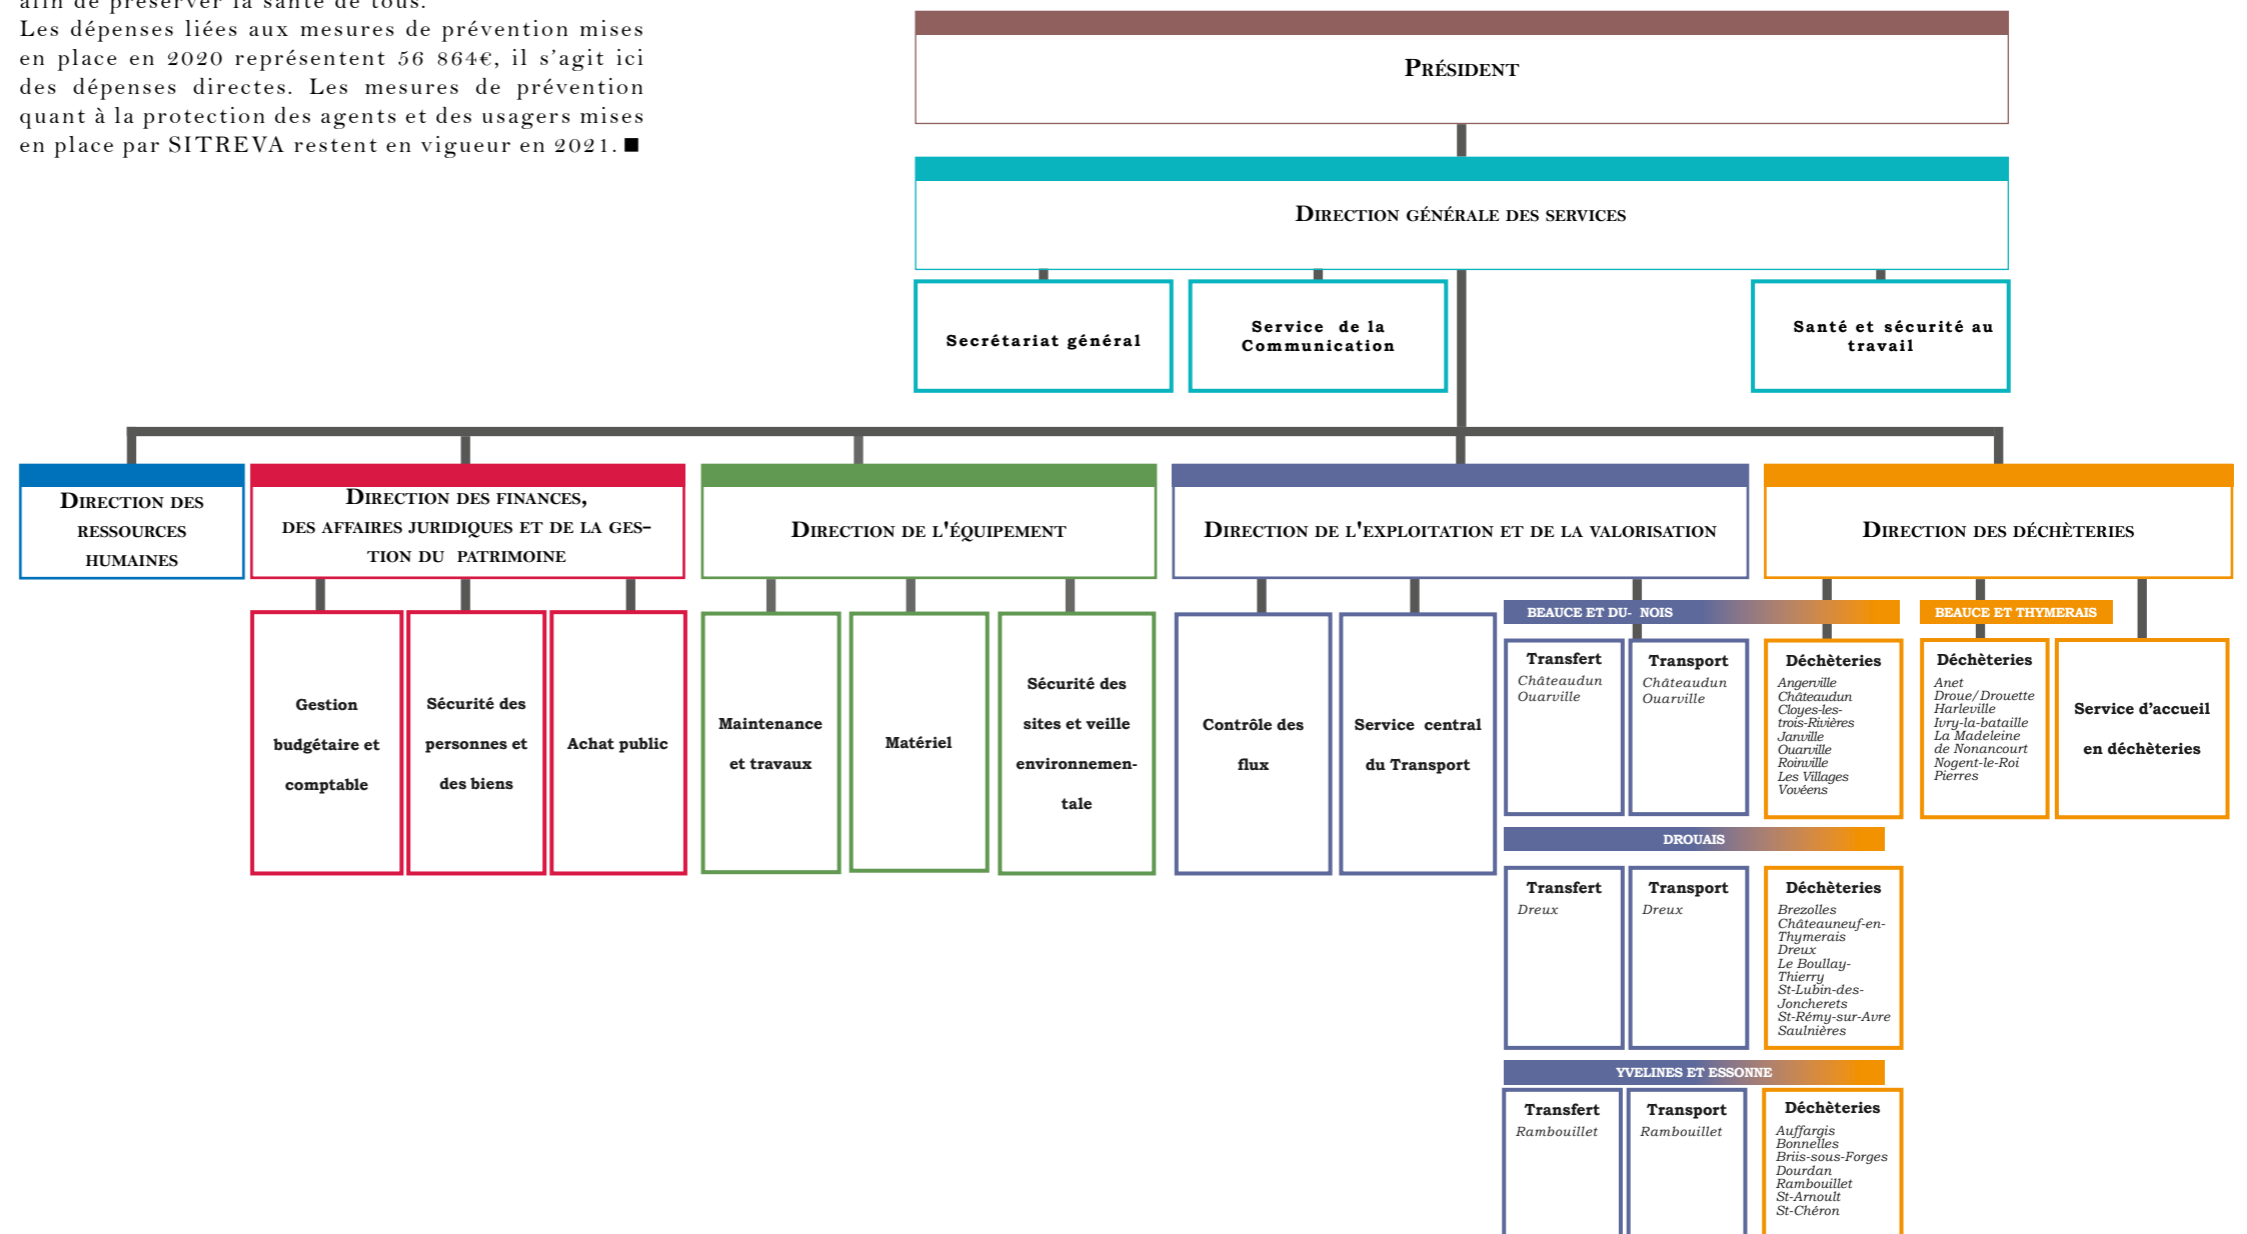 afin de préserver la santé de tous.
Les dépenses liées aux mesures de prévention mises
en place en 2020 représentent 56 864€, il s'agit ici
des dépenses directes. Les mesures de prévention
quant à la protection des agents et des usagers mises
en place par SITREVA restent en vigueur en 2021. ■
Président
Direction générale des services
Secrétariat général
Service de la
Communication
Santé et sécurité au
travail
Direction des
ressources
humaines
Direction des finances,
des affaires juridiques et de la ges-
tion du patrimoine
Direction de l'équipement
Direction de l'exploitation et de la valorisation
Direction des déchèteries
Gestion
budgétaire et
comptable
Sécurité des
personnes et
des biens
Achat public
Maintenance
et travaux
Matériel
Sécurité des
sites et veille
environnemen-
tale
Contrôle des
flux
Service central
du Transport
BEAUCE ET DU- NOIS
Transfert
Châteaudun
Ouarville
Transport
Châteaudun
Ouarville
Déchèteries
Angerville
Châteaudun
Cloyes-les-
trois-Rivières
Janville
Ouarville
Roinville
Les Villages
Vovéens
BEAUCE ET THYMERAIS
Déchèteries
Anet
Droue/Drouette
Harleville
Ivry-la-bataille
La Madeleine
de Nonancourt
Nogent-le-Roi
Pierres
Service d'accueil
en déchèteries
DROUAIS
Transfert
Dreux
Transport
Dreux
Déchèteries
Brezolles
Châteauneuf-en-
Thymerais
Dreux
Le Boullay-
Thierry
St-Lubin-des-
Joncherets
St-Rémy-sur-Avre
Saulnières
YVELINES ET ESSONNE
Transfert
Rambouillet
Transport
Rambouillet
Déchèteries
Auffargis
Bonnelles
Briis-sous-Forges
Dourdan
Rambouillet
St-Arnoult
St-Chéron